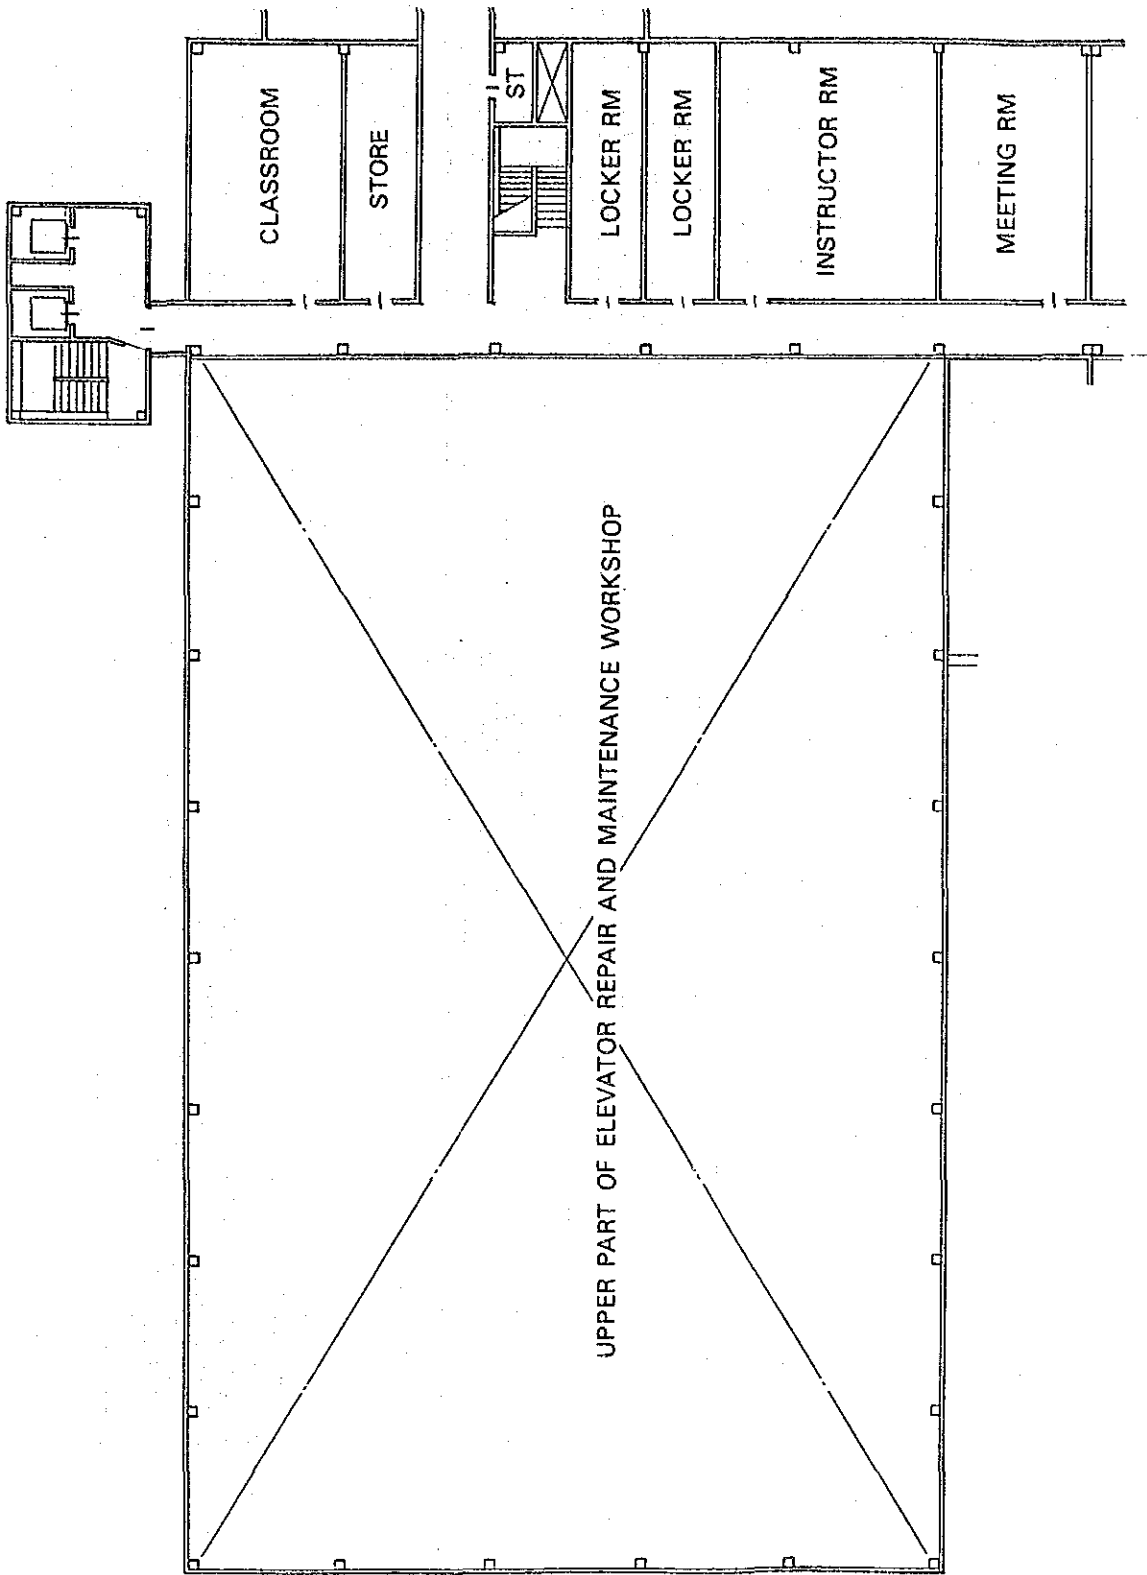 CLASSROOM
STORE
ST
LOCKER RM
LOCKER RM
INSTRUCTOR RM
MEETING RM
UPPER PART OF ELEVATOR REPAIR AND MAINTENANCE WORKSHOP